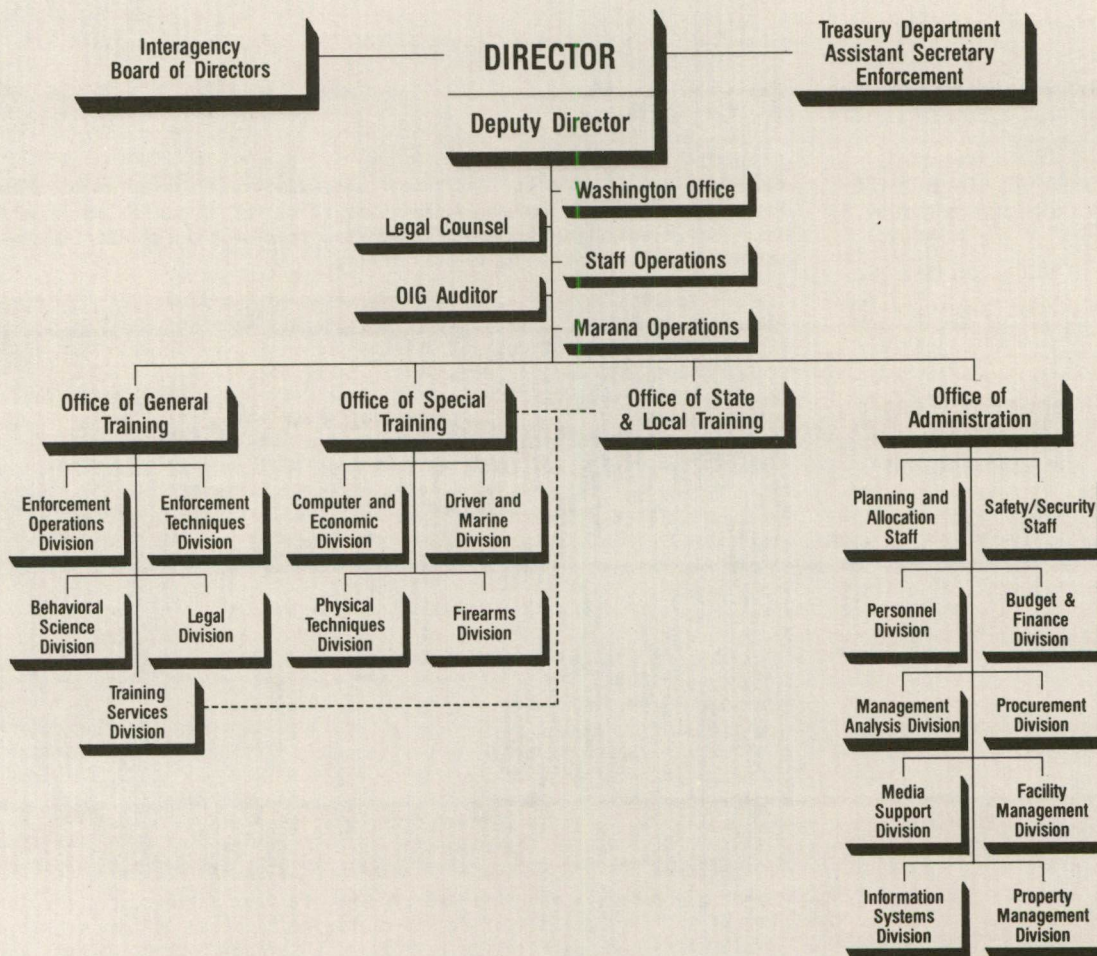 Interagency
Board of Directors
DIRECTOR
Deputy Director
Treasury Department
Assistant Secretary
Enforcement
Washington Office
Legal Counsel
Staff Operations
OIG Auditor
Marana Operations
Office of General
Training
Office of Special
Training
Office of State
& Local Training
Office of
Administration
Enforcement
Operations
Division
Enforcement
Techniques
Division
Computer and
Economic
Division
Driver and
Marine
Division
Planning and
Allocation
Staff
Safety/Security
Staff
Behavioral
Science
Division
Legal
Division
Physical
Techniques
Division
Firearms
Division
Personnel
Division
Budget &
Finance
Division
Training
Services
Division
Management
Analysis Division
Procurement
Division
Media
Support
Division
Facility
Management
Division
Information
Systems
Division
Property
Management
Division